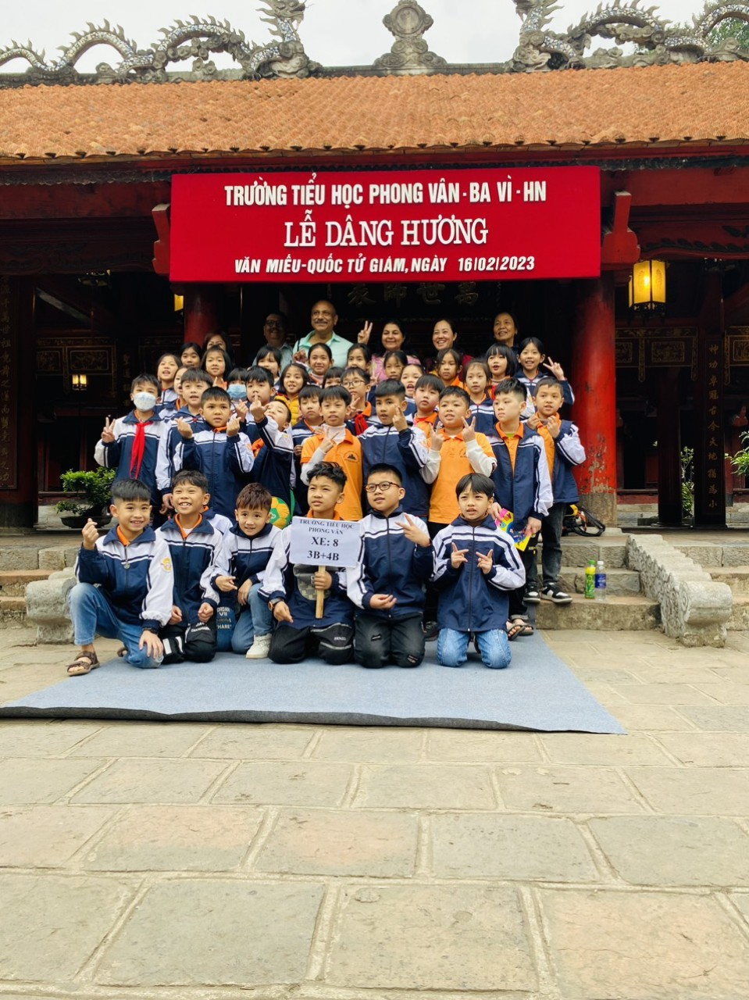 TRƯỜNG TIỂU HỌC PHONG VÂN - BA VÌ - HN
LỄ DÂNG HƯƠNG
VĂN MIẾU-QUỐC TỬ GIÁM, NGÀY 16/02/2023
TRƯỜNG TIỂU HỌC
PHONG VÂN
XE: 8
3B+4B